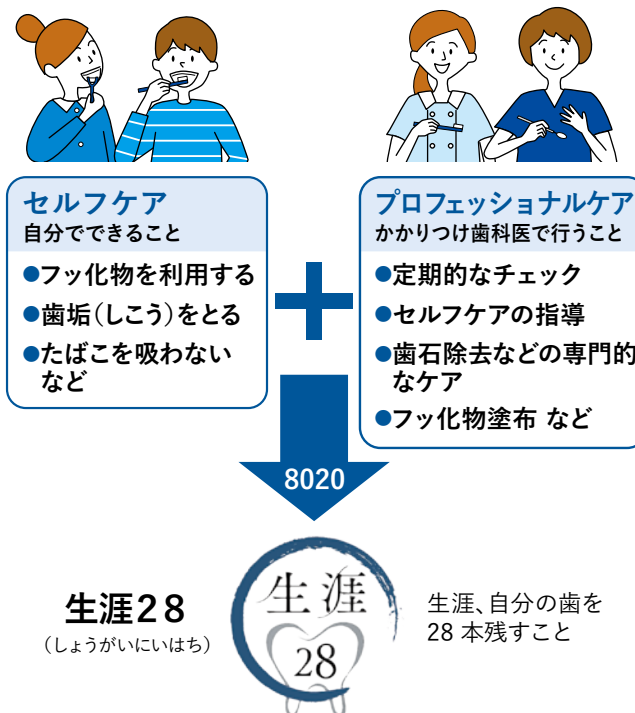 セルフケア
自分でできること
●フッ化物を利用する
●歯垢(しこう)をとる
●たばこを吸わない
など
プロフェッショナルケア
かかりつけ歯科医で行うこと
●定期的なチェック
●セルフケアの指導
●歯石除去などの専門的
なケア
●フッ化物塗布 など
8020
生涯28
(しょうがいにいはち)
生涯
28
生涯、自分の歯を
28 本残すこと